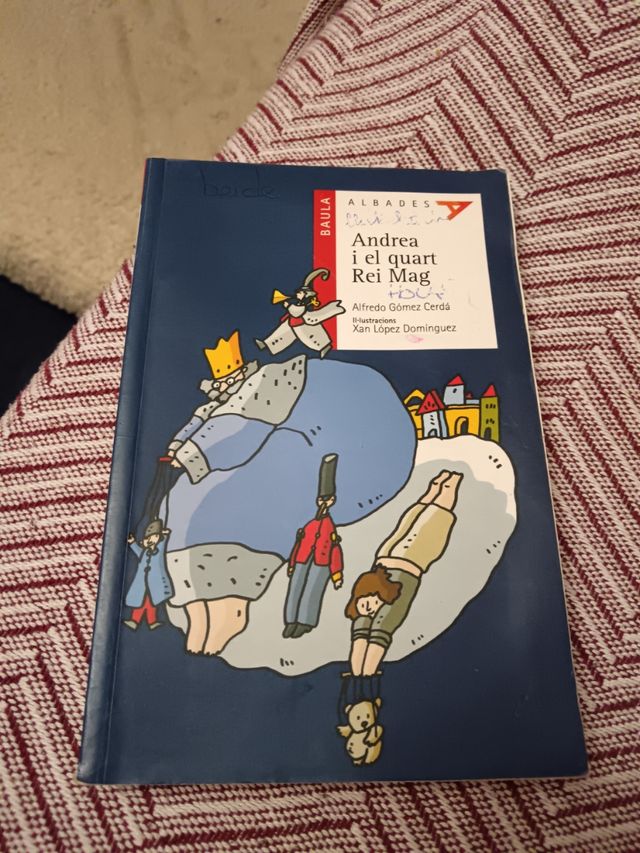 ALBADES
BAULA
Andrea
i el quart
Rei Mag
Alfredo Gómez Cerdá
Il·lustracions
Xan López Domínguez